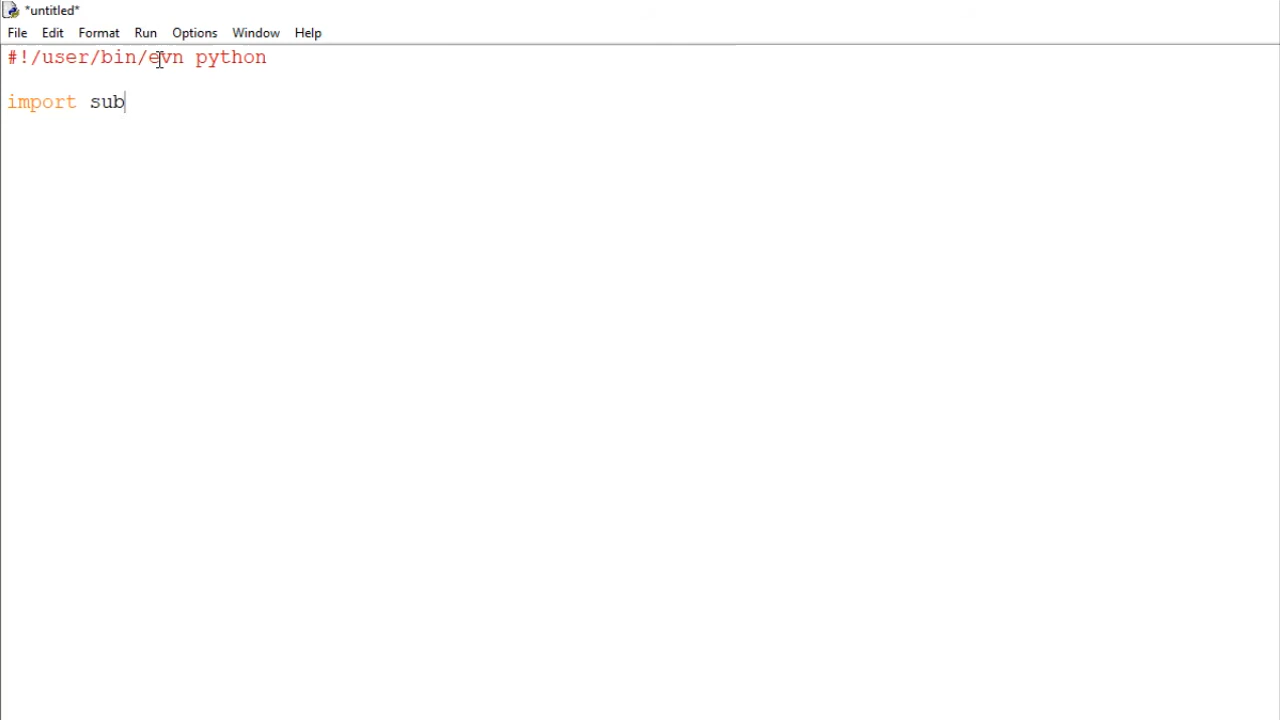 *untitled*
File Edit Format Run Options Window Help
#!/user/bin/evn python
import sub